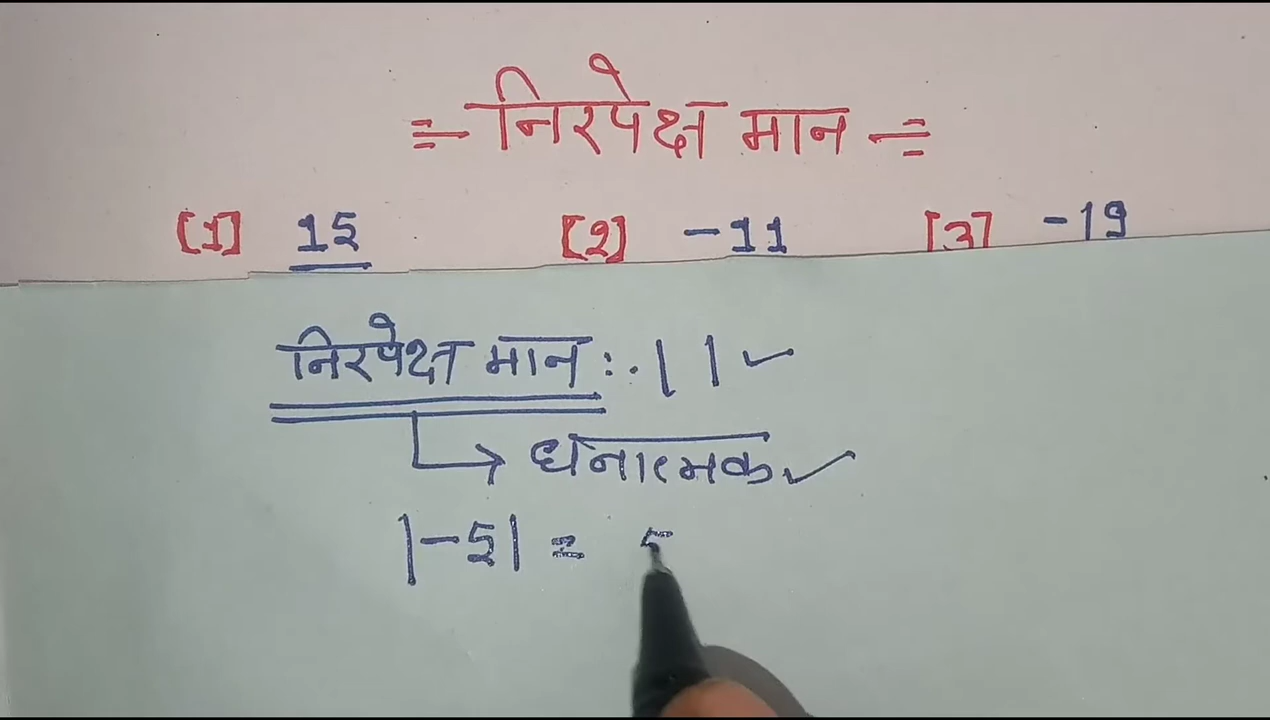 = निरपेक्ष मान =
[1] 15 [2] -11 [3] -19
निरपेक्ष मान :. | | ✓
→ धनात्मक ✓
|-5| = 5